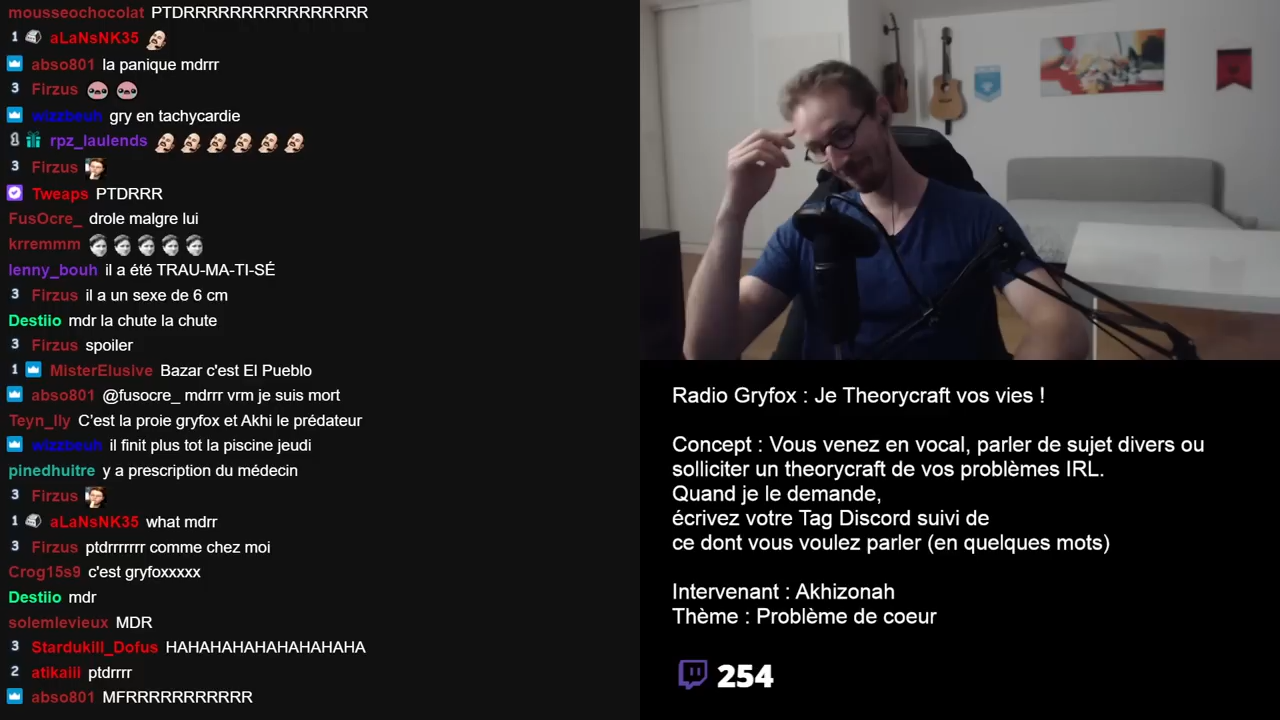 mousseochocolat PTDRRRRRRRRRRRRRRRR
1 aLaNsNK35
abso801 la panique mdrrr
3 Firzus
wizzbeuh gry en tachycardie
rpz_laulends
3 Firzus
Tweaps PTDRRR
FusOcre_ drole malgre lui
krremmm
lenny_bouh il a été TRAU-MA-TI-SÉ
3 Firzus il a un sexe de 6 cm
Destiio mdr la chute la chute
3 Firzus spoiler
1 MisterElusive Bazar c'est El Pueblo
abso801 @fusocre_ mdrrr vrm je suis mort
Teyn_lly C'est la proie gryfox et Akhi le prédateur
wizzbeuh il finit plus tot la piscine jeudi
pinedhuitre y a prescription du médecin
3 Firzus
1 aLaNsNK35 what mdrr
3 Firzus ptdrrrrrrr comme chez moi
Crog15s9 c'est gryfoxxxxx
Destiio mdr
solemlevieux MDR
3 Stardukill_Dofus HAHAHAHAHAHAHAHAHA
2 atikaiii ptdrrrr
abso801 MFRRRRRRRRRRR
Radio Gryfox : Je Theorycraft vos vies !
Concept : Vous venez en vocal, parler de sujet divers ou
solliciter un theorycraft de vos problèmes IRL.
Quand je le demande,
écrivez votre Tag Discord suivi de
ce dont vous voulez parler (en quelques mots)
Intervenant : Akhizonah
Thème : Problème de coeur
254